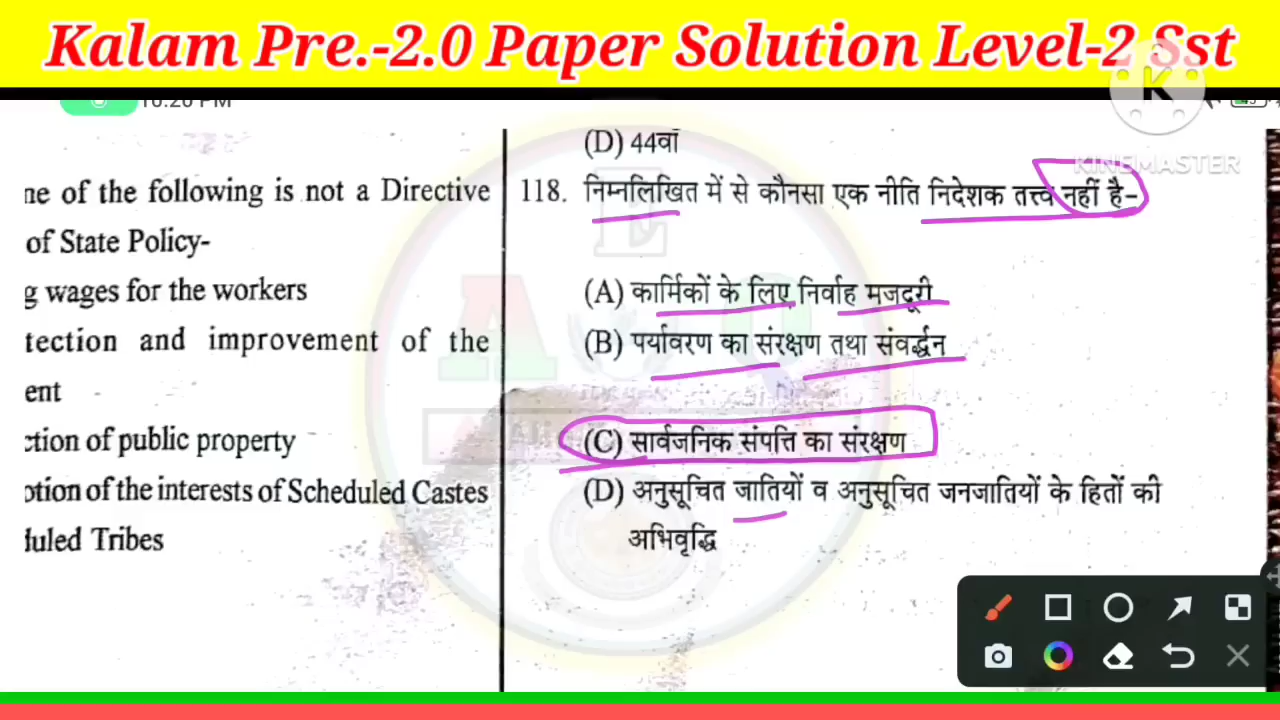 Kalam Pre.-2.0 Paper Solution Level-2 Sst
KINEMASTER
(D) 44वाँ
ne of the following is not a Directive
of State Policy-
g wages for the workers
tection and improvement of the
ent
ction of public property
otion of the interests of Scheduled Castes
duled Tribes
118. निम्नलिखित में से कौनसा एक नीति निदेशक तत्त्व नहीं है-
(A) कार्मिकों के लिए निर्वाह मजदूरी
(B) पर्यावरण का संरक्षण तथा संवर्द्धन
(C) सार्वजनिक संपत्ति का संरक्षण
(D) अनुसूचित जातियों व अनुसूचित जनजातियों के हितों की
अभिवृद्धि